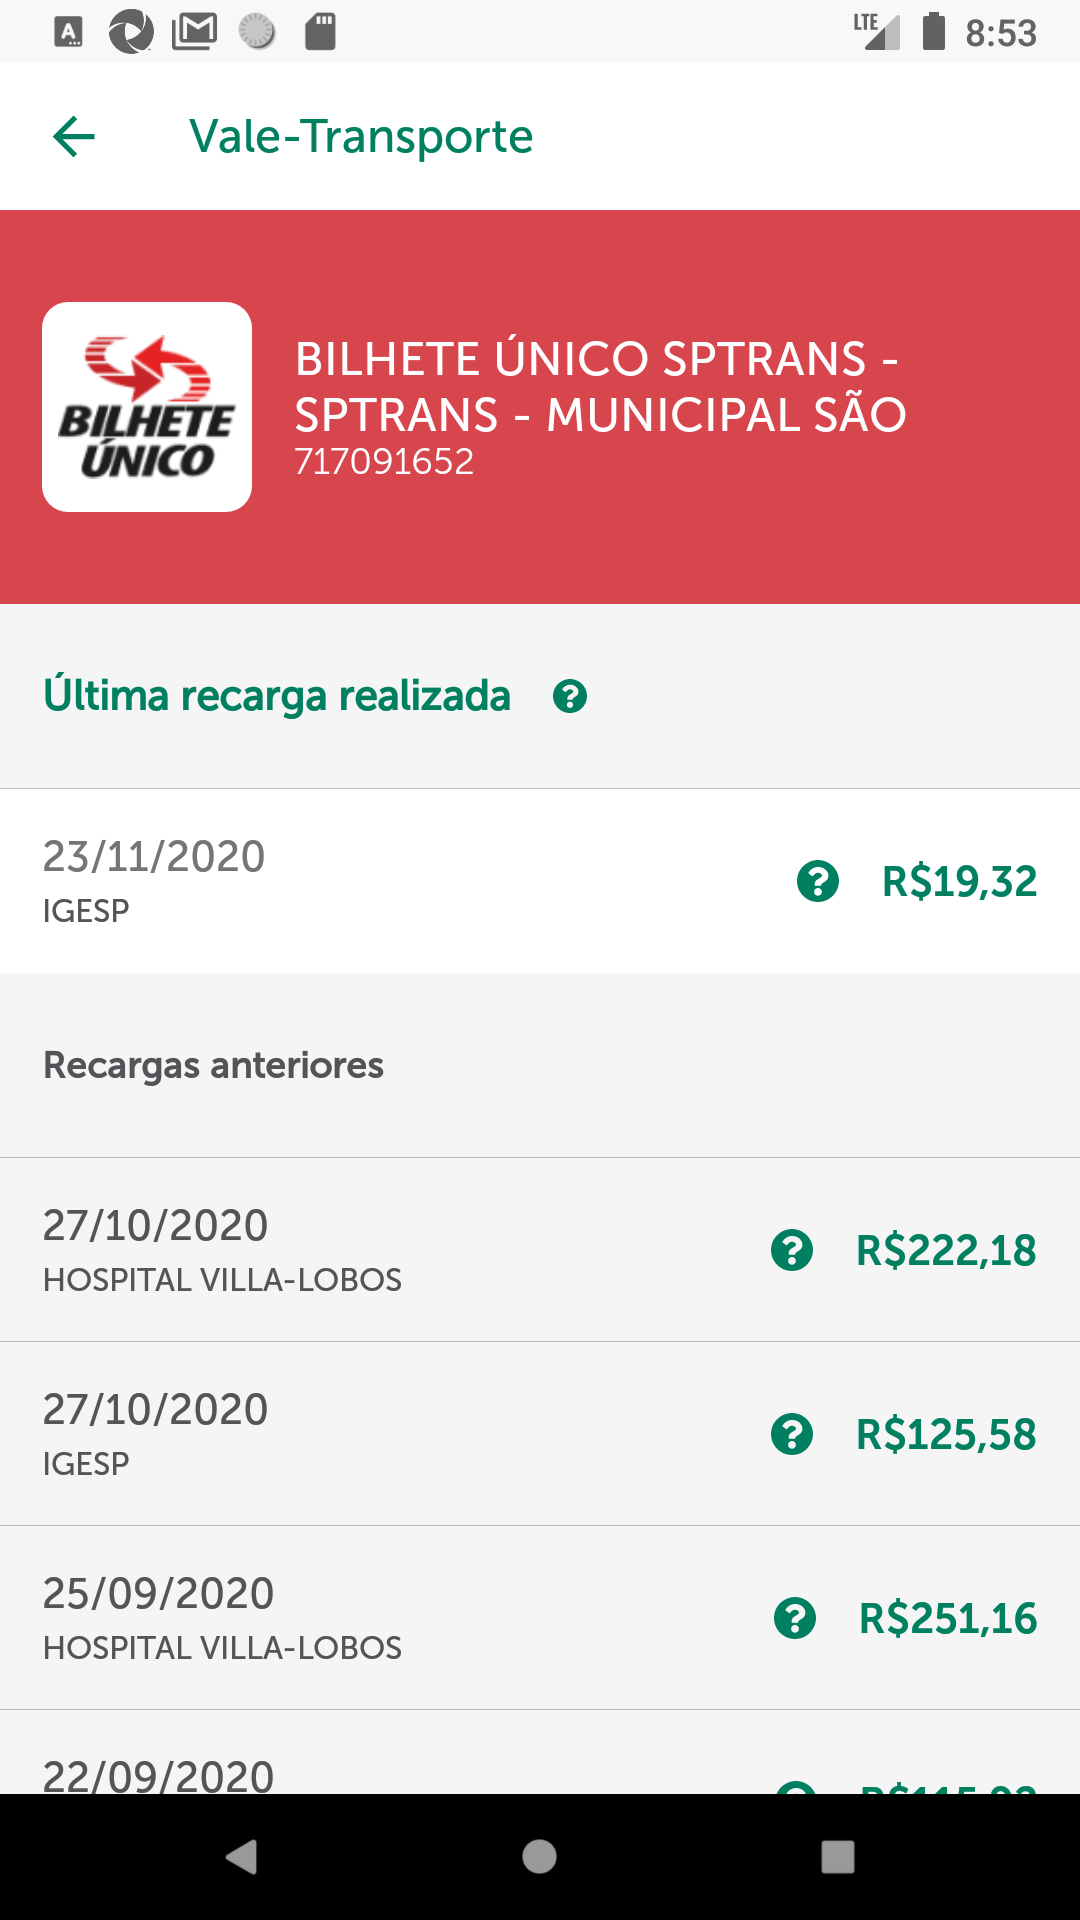 LTE 8:53
Vale-Transporte
BILHETE
ÚNICO
BILHETE ÚNICO SPTRANS -
SPTRANS - MUNICIPAL SÃO
717091652
Última recarga realizada
23/11/2020
R$19,32
IGESP
Recargas anteriores
27/10/2020
R$222,18
HOSPITAL VILLA-LOBOS
27/10/2020
R$125,58
IGESP
25/09/2020
R$251,16
HOSPITAL VILLA-LOBOS
22/09/2020